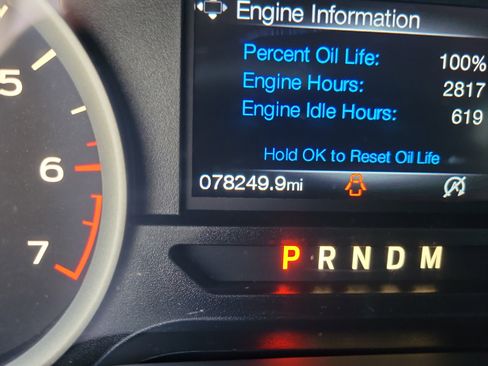 Engine Information
Percent Oil Life: 100%
Engine Hours: 2817
Engine Idle Hours: 619
Hold OK to Reset Oil Life
078249.9mi
5
6
7
P R N D M